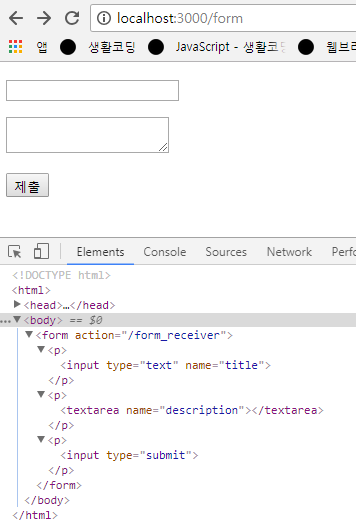 localhost:3000/form
앱 생활코딩 JavaScript - 생활코딩 웹브라
제출
Elements Console Sources Network Perfo
<!DOCTYPE html>
<html>
<head>…</head>
<body> == $0
<form action="/form_receiver">
<p>
<input type="text" name="title">
</p>
<p>
<textarea name="description"></textarea>
</p>
<p>
<input type="submit">
</p>
</form>
</body>
</html>